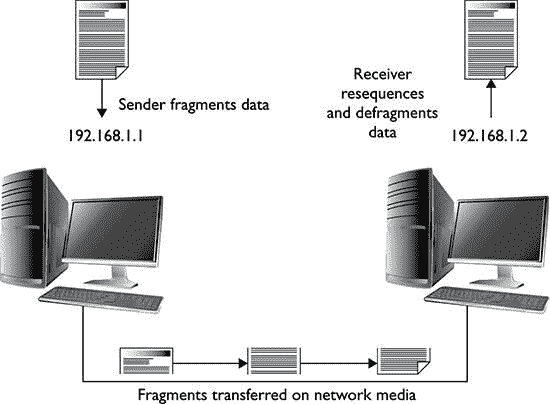 Sender fragments data
192.168.1.1
Receiver
resequences
and defragments
data
192.168.1.2
Fragments transferred on network media